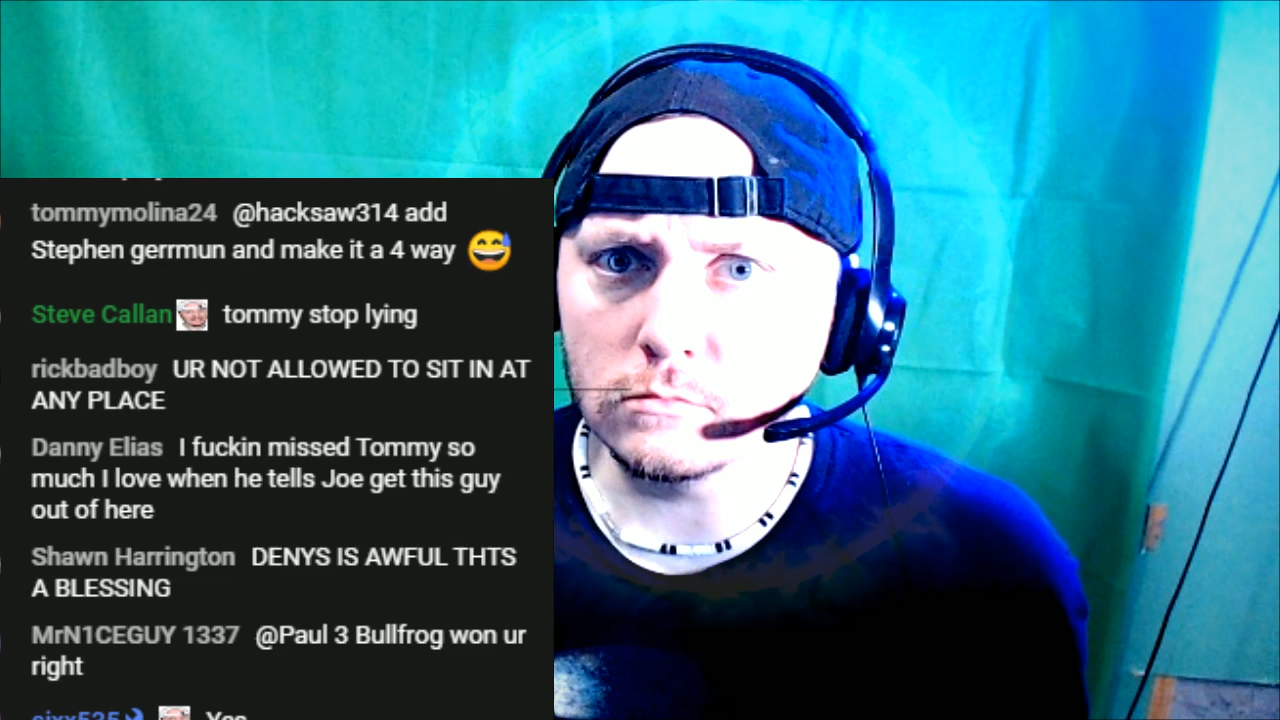 tommymolina24 @hacksaw314 add
Stephen gerrmun and make it a 4 way 😅
Steve Callan tommy stop lying
rickbadboy UR NOT ALLOWED TO SIT IN AT
ANY PLACE
Danny Elias I fuckin missed Tommy so
much I love when he tells Joe get this guy
out of here
Shawn Harrington DENYS IS AWFUL THTS
A BLESSING
MrN1CEGUY 1337 @Paul 3 Bullfrog won ur
right
Yes